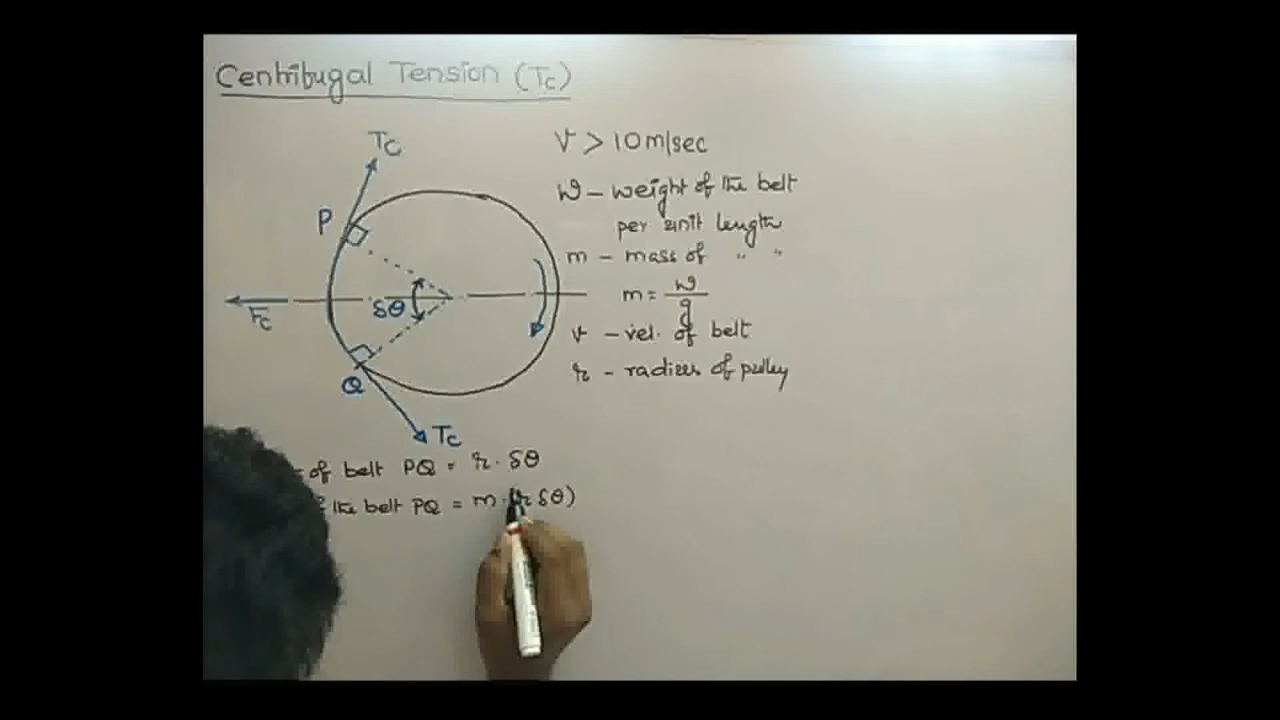 Centrifugal Tension (Tc)
Tc
v > 10 m/sec
P
w – weight of the belt
per unit length
m – mass of " "
m = w/g
δθ
Fc
v – vel. of belt
r – radius of pulley
Q
Tc
of belt PQ = r. δθ
the belt PQ = m.(r δθ)